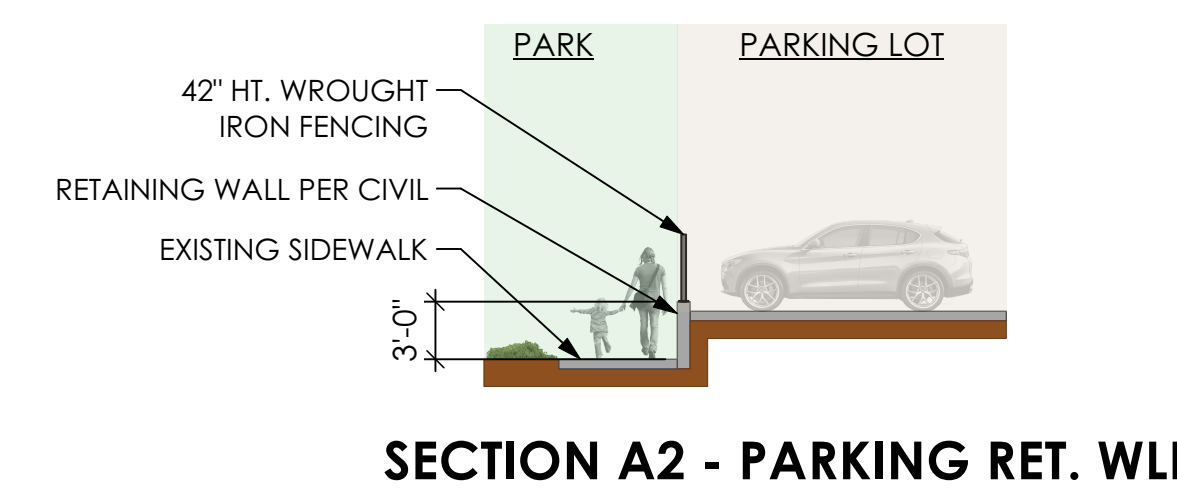 PARK
PARKING LOT
42" HT. WROUGHT
IRON FENCING
RETAINING WALL PER CIVIL
EXISTING SIDEWALK
3'-0"
SECTION A2 - PARKING RET.